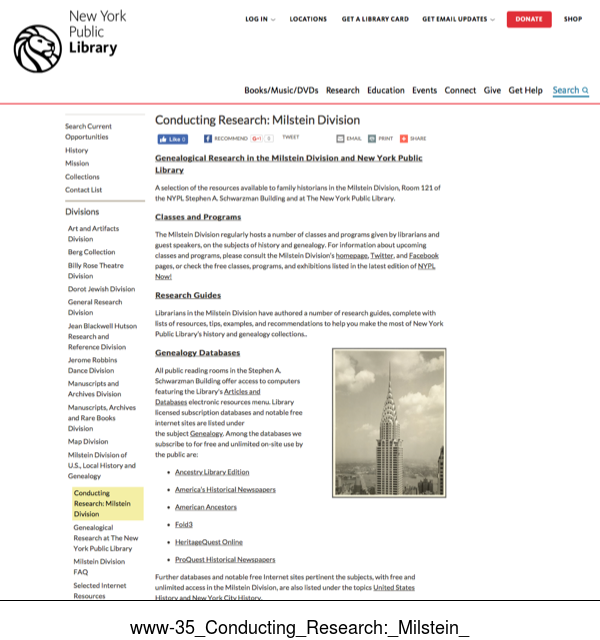 New York
Public
Library
LOG IN
LOCATIONS
GET A LIBRARY CARD
GET EMAIL UPDATES
DONATE
SHOP
Books/Music/DVDs Research Education Events Connect Give Get Help Search
Search Current
Opportunities
History
Mission
Collections
Contact List
Divisions
Art and Artifacts
Division
Berg Collection
Billy Rose Theatre
Division
Dorot Jewish Division
General Research
Division
Jean Blackwell Hutson
Research and
Reference Division
Jerome Robbins
Dance Division
Manuscripts and
Archives Division
Manuscripts, Archives
and Rare Books
Division
Map Division
Milstein Division of
U.S., Local History and
Genealogy
Conducting
Research: Milstein
Division
Genealogical
Research at The New
York Public Library
Milstein Division
FAQ
Selected Internet
Resources
Conducting Research: Milstein Division
Like 0
RECOMMEND
TWEET
EMAIL
PRINT
SHARE
Genealogical Research in the Milstein Division and New York Public
Library
A selection of the resources available to family historians in the Milstein Division, Room 121 of
the NYPL Stephen A. Schwarzman Building and at The New York Public Library.
Classes and Programs
The Milstein Division regularly hosts a number of classes and programs given by librarians and
guest speakers, on the subjects of history and genealogy. For information about upcoming
classes and programs, please consult the Milstein Division's homepage, Twitter, and Facebook
pages, or check the free classes, programs, and exhibitions listed in the latest edition of NYPL
Now!
Research Guides
Librarians in the Milstein Division have authored a number of research guides, complete with
lists of resources, tips, examples, and recommendations to help you make the most of New York
Public Library's history and genealogy collections..
Genealogy Databases
All public reading rooms in the Stephen A.
Schwarzman Building offer access to computers
featuring the Library's Articles and
Databases electronic resources menu. Library
licensed subscription databases and notable free
internet sites are listed under
the subject Genealogy. Among the databases we
subscribe to for free and unlimited on-site use by
the public are:
• Ancestry Library Edition
• America's Historical Newspapers
• American Ancestors
• Fold3
• HeritageQuest Online
• ProQuest Historical Newspapers
Further databases and notable free Internet sites pertinent the subjects, with free and
unlimited access in the Milstein Division, are also listed under the topics United States
History and New York City History.
www-35_Conducting_Research:_Milstein_